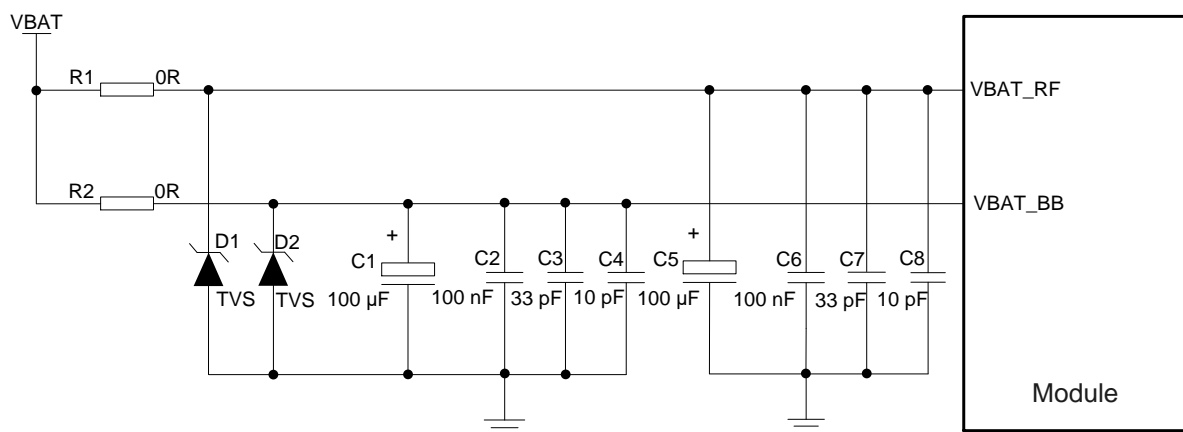 VBAT
R1 0R
VBAT_RF
R2 0R
VBAT_BB
D1 D2
+ +
C1 C2 C3 C4 C5 C6 C7 C8
TVS TVS
100 µF 100 nF 33 pF 10 pF 100 µF 100 nF 33 pF 10 pF
Module